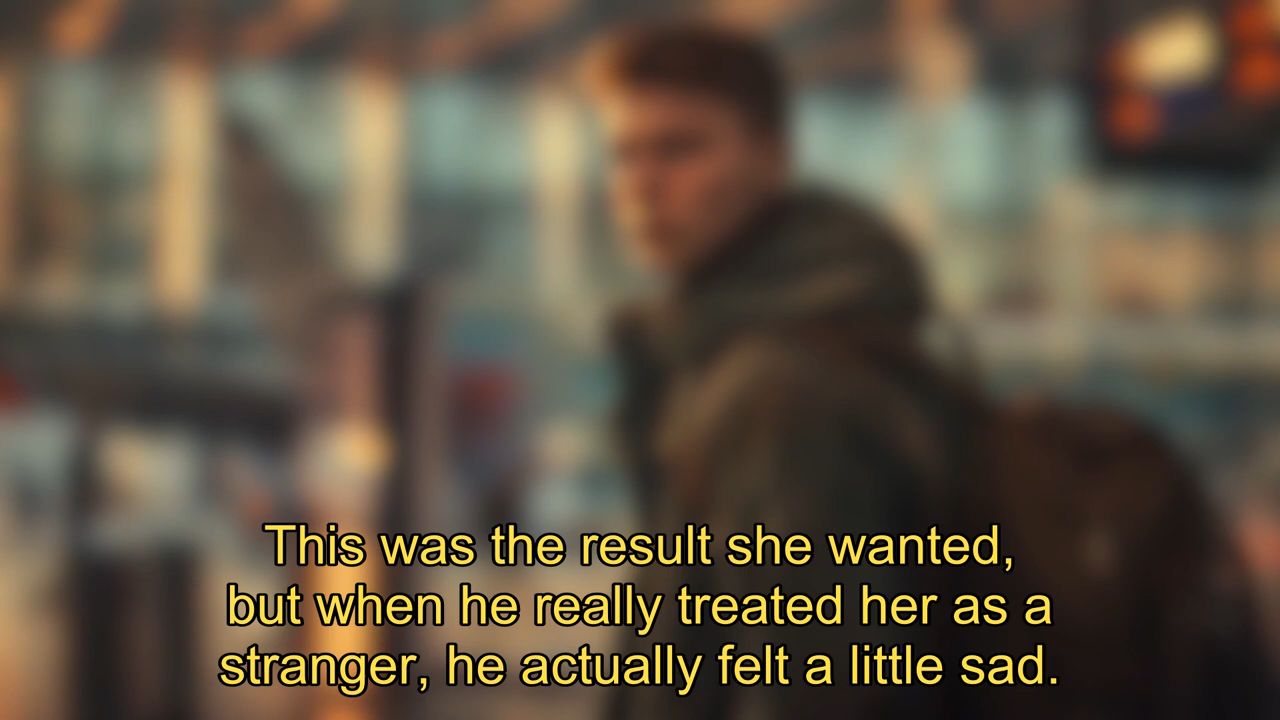 This was the result she wanted,
but when he really treated her as a
stranger, he actually felt a little sad.